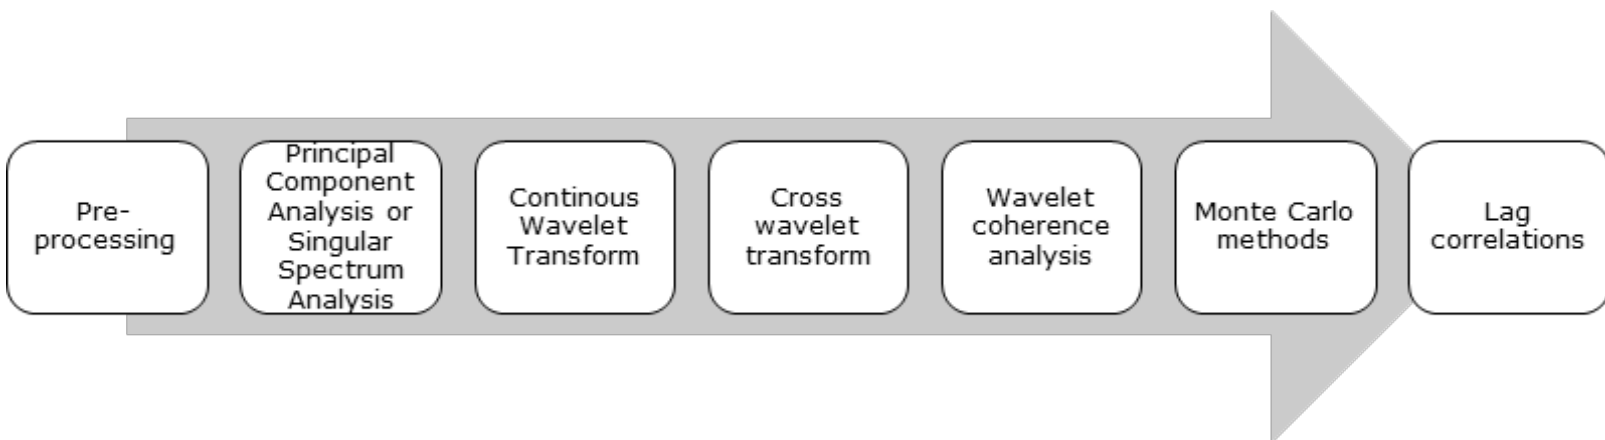 Pre-
processing
Principal
Component
Analysis or
Singular
Spectrum
Analysis
Continous
Wavelet
Transform
Cross
wavelet
transform
Wavelet
coherence
analysis
Monte Carlo
methods
Lag
correlations